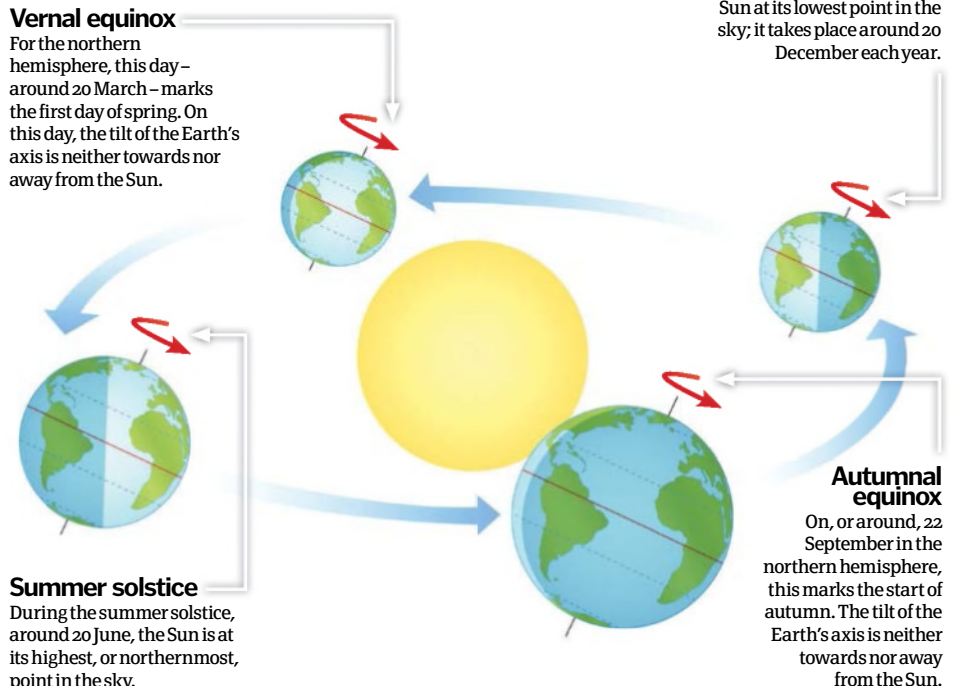 Vernal equinox
For the northern
hemisphere, this day –
around 20 March – marks
the first day of spring. On
this day, the tilt of the Earth’s
axis is neither towards nor
away from the Sun.
Sun at its lowest point in the
sky; it takes place around 20
December each year.
Summer solstice
During the summer solstice,
around 20 June, the Sun is at
its highest, or northernmost,
point in the sky.
Autumnal
equinox
On, or around, 22
September in the
northern hemisphere,
this marks the start of
autumn. The tilt of the
Earth’s axis is neither
towards nor away
from the Sun.